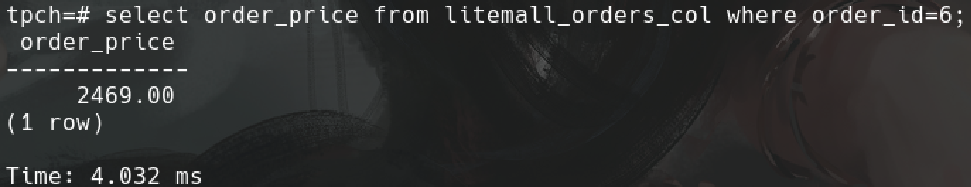 tpch=# select order_price from litemall_orders_col where order_id=6;
 order_price
-------------
     2469.00
(1 row)

Time: 4.032 ms